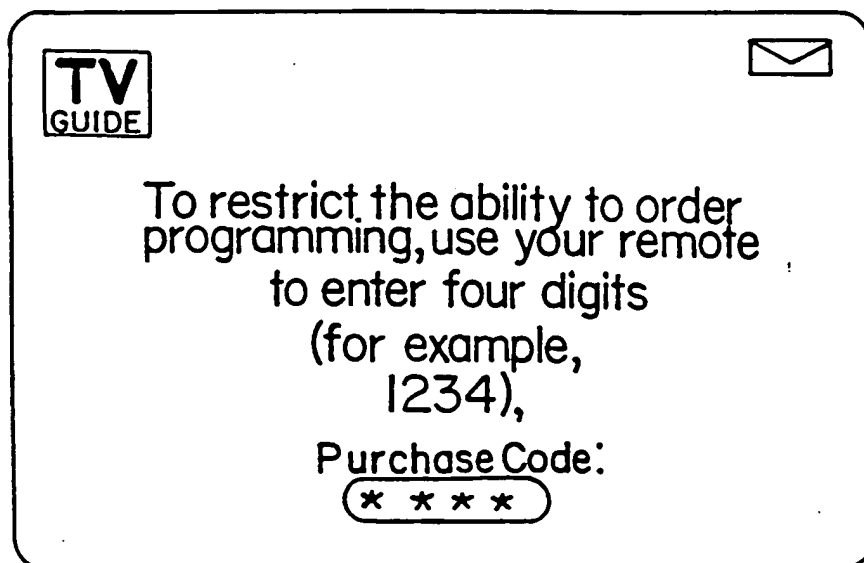 TV
GUIDE
To restrict the ability to order
programming, use your remote
to enter four digits
(for example,
1234),
Purchase Code:
* * * *